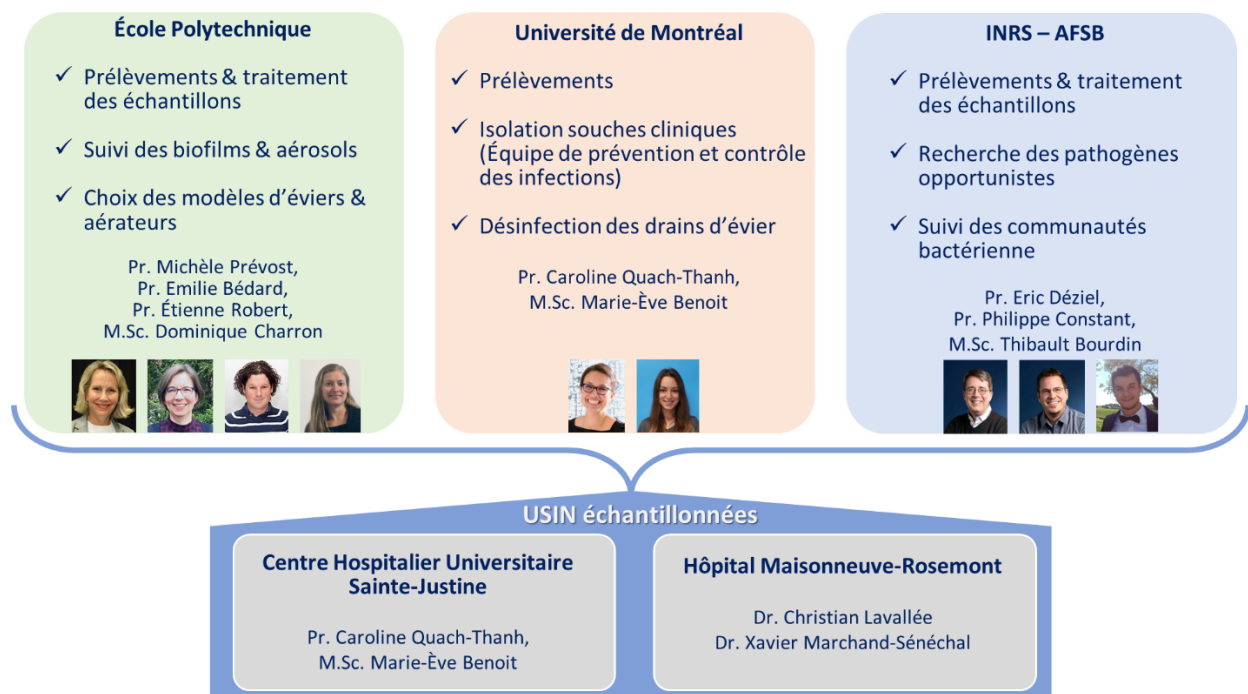 École Polytechnique
✓ Prélèvements & traitement
des échantillons
✓ Suivi des biofilms & aérosols
✓ Choix des modèles d'éviers &
aérateurs
Pr. Michèle Prévost,
Pr. Emilie Bédard,
Pr. Étienne Robert,
M.Sc. Dominique Charron
Université de Montréal
✓ Prélèvements
✓ Isolation souches cliniques
(Équipe de prévention et contrôle
des infections)
✓ Désinfection des drains d'évier
Pr. Caroline Quach-Thanh,
M.Sc. Marie-Ève Benoit
INRS – AFSB
✓ Prélèvements & traitement
des échantillons
✓ Recherche des pathogènes
opportunistes
✓ Suivi des communautés
bactérienne
Pr. Eric Déziel,
Pr. Philippe Constant,
M.Sc. Thibault Bourdin
USIN échantillonnées
Centre Hospitalier Universitaire
Sainte-Justine
Pr. Caroline Quach-Thanh,
M.Sc. Marie-Ève Benoit
Hôpital Maisonneuve-Rosemont
Dr. Christian Lavallée
Dr. Xavier Marchand-Sénéchal